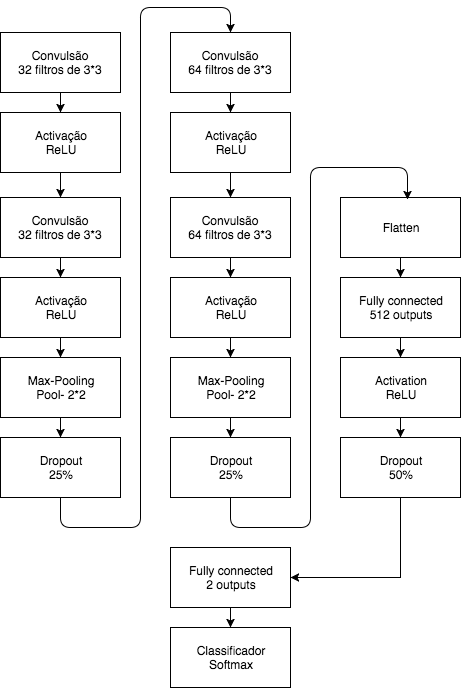 Convulsão
32 filtros de 3*3
Activação
ReLU
Convulsão
32 filtros de 3*3
Activação
ReLU
Max-Pooling
Pool- 2*2
Dropout
25%
Convulsão
64 filtros de 3*3
Activação
ReLU
Convulsão
64 filtros de 3*3
Activação
ReLU
Max-Pooling
Pool- 2*2
Dropout
25%
Flatten
Fully connected
512 outputs
Activation
ReLU
Dropout
50%
Fully connected
2 outputs
Classificador
Softmax